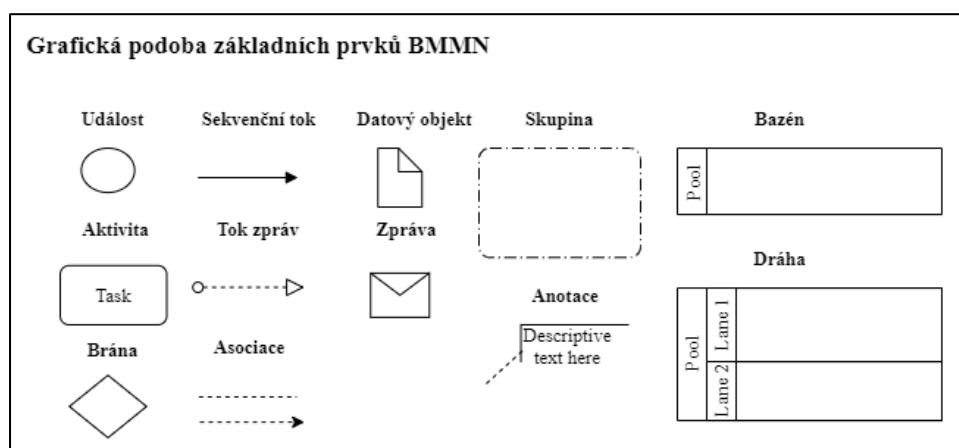 Grafická podoba základních prvků BMMN
Událost
Sekvenční tok
Datový objekt
Skupina
Bazén
Pool
Aktivita
Tok zpráv
Zpráva
Task
Dráha
Anotace
Descriptive
text here
Pool
Lane 1
Lane 2
Brána
Asociace